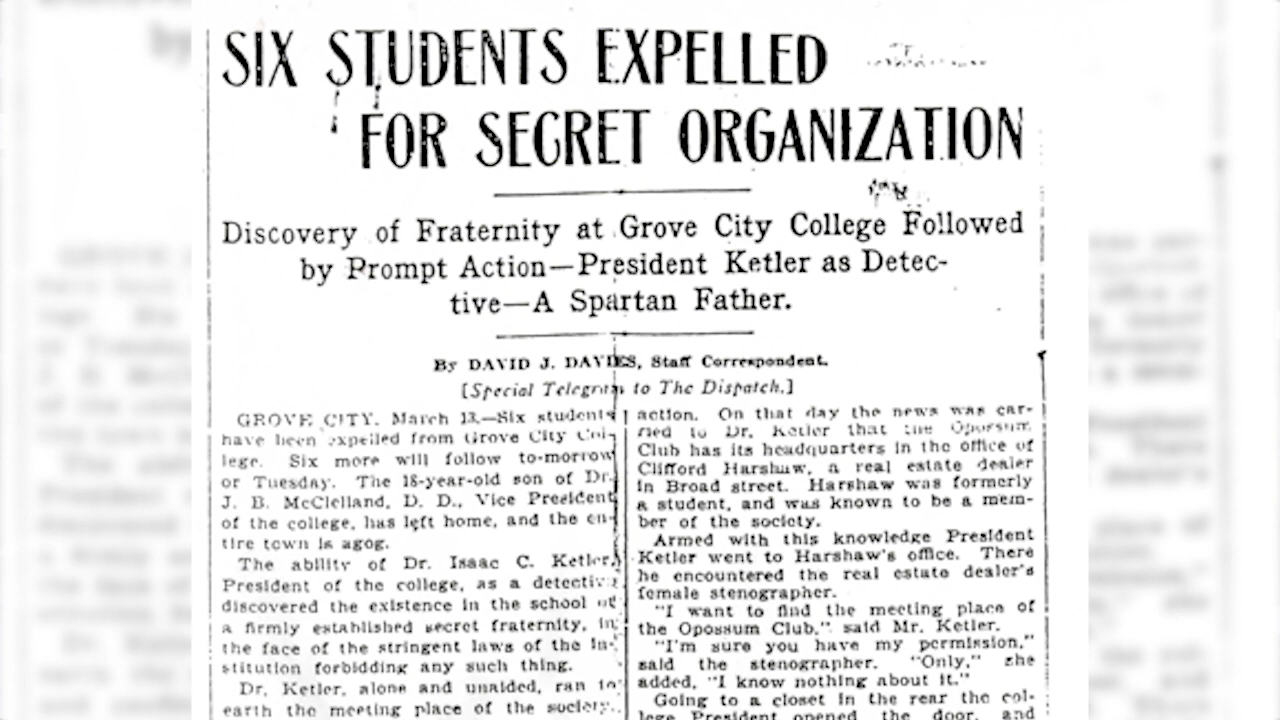 SIX STUDENTS EXPELLED
FOR SECRET ORGANIZATION
Discovery of Fraternity at Grove City College Followed
by Prompt Action—President Ketler as Detec-
tive—A Spartan Father.
By DAVID J. DAVIES, Staff Correspondent.
[Special Telegram to The Dispatch.]
GROVE CITY, March 13.—Six students
have been expelled from Grove City Col-
lege. Six more will follow to-morrow
or Tuesday. The 18-year-old son of Dr.
J. B. McClelland, D. D., Vice President
of the college, has left home, and the en-
tire town is agog.
The ability of Dr. Isaac C. Ketler,
President of the college, as a detective
discovered the existence in the school of
a firmly established secret fraternity, in
the face of the stringent laws of the in-
stitution forbidding any such thing.
Dr. Ketler, alone and unaided, ran to
earth the meeting place of the society.
action. On that day the news was car-
ried to Dr. Ketler that the Opossum
Club has its headquarters in the office of
Clifford Harshaw, a real estate dealer
in Broad street. Harshaw was formerly
a student, and was known to be a mem-
ber of the society.
Armed with this knowledge President
Ketler went to Harshaw's office. There
he encountered the real estate dealer's
female stenographer.
"I want to find the meeting place of
the Opossum Club," said Mr. Ketler.
"I'm sure you have my permission,"
said the stenographer. "Only," she
added, "I know nothing about it."
Going to a closet in the rear the col-
lege President opened the door, and